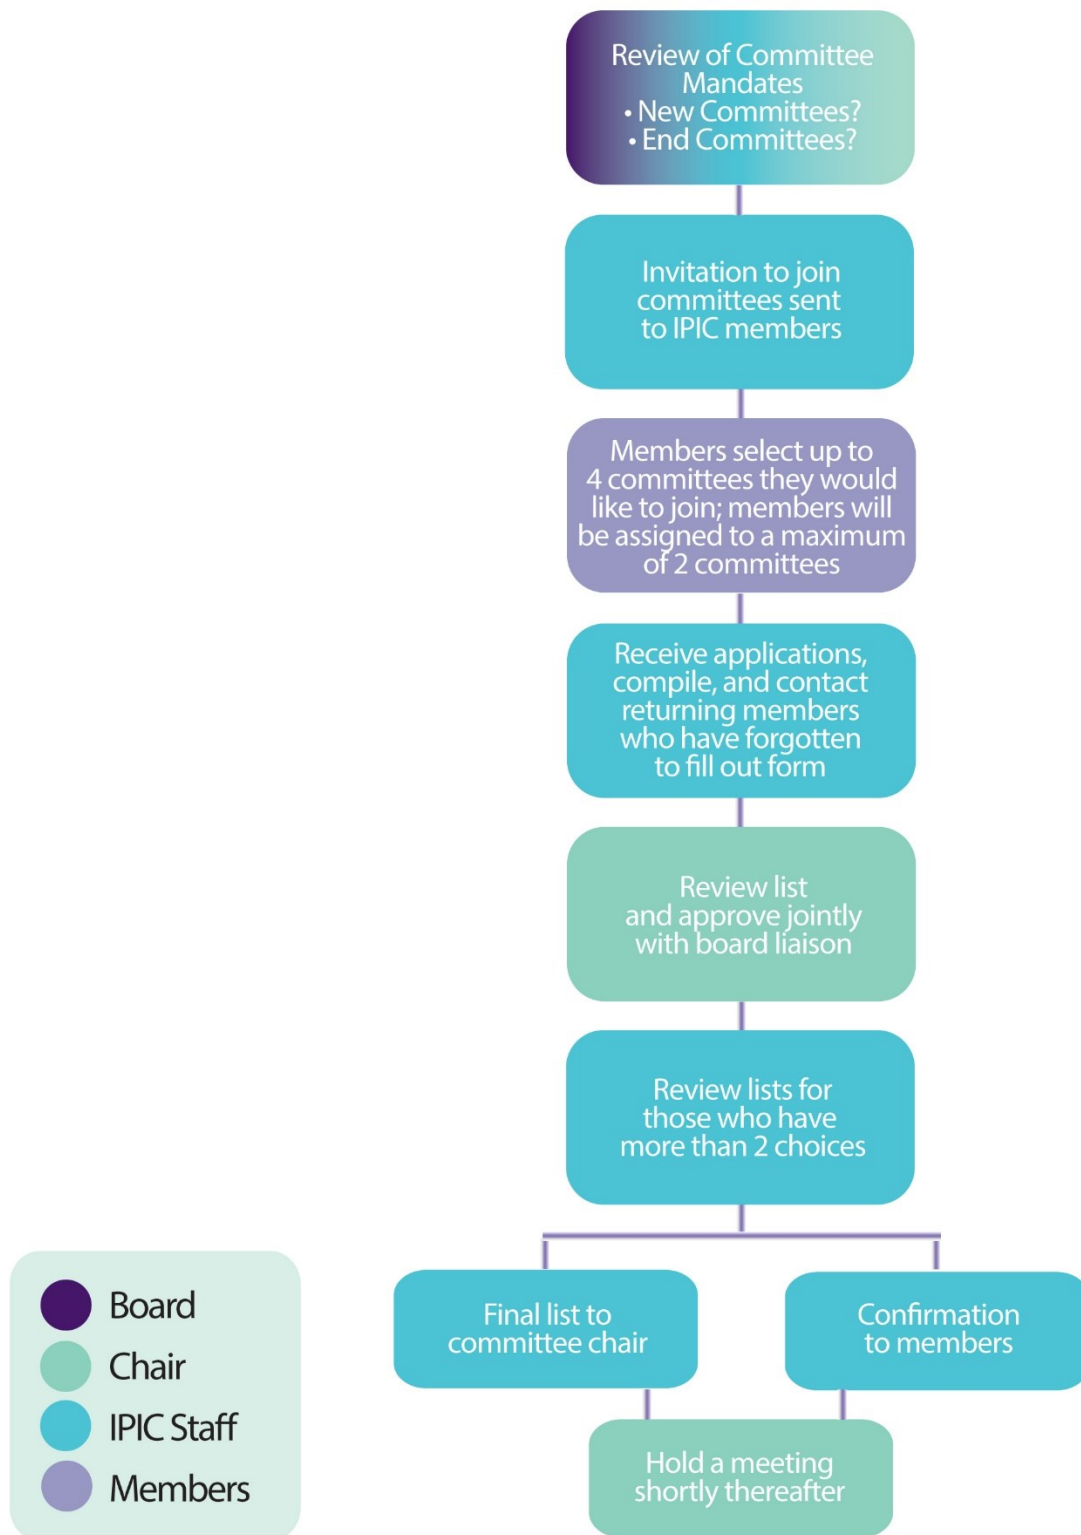 Review of Committee
Mandates
• New Committees?
• End Committees?
Invitation to join
committees sent
to IPIC members
Members select up to
4 committees they would
like to join; members will
be assigned to a maximum
of 2 committees
Receive applications,
compile, and contact
returning members
who have forgotten
to fill out form
Review list
and approve jointly
with board liaison
Review lists for
those who have
more than 2 choices
Final list to
committee chair
Confirmation
to members
Hold a meeting
shortly thereafter
Board
Chair
IPIC Staff
Members